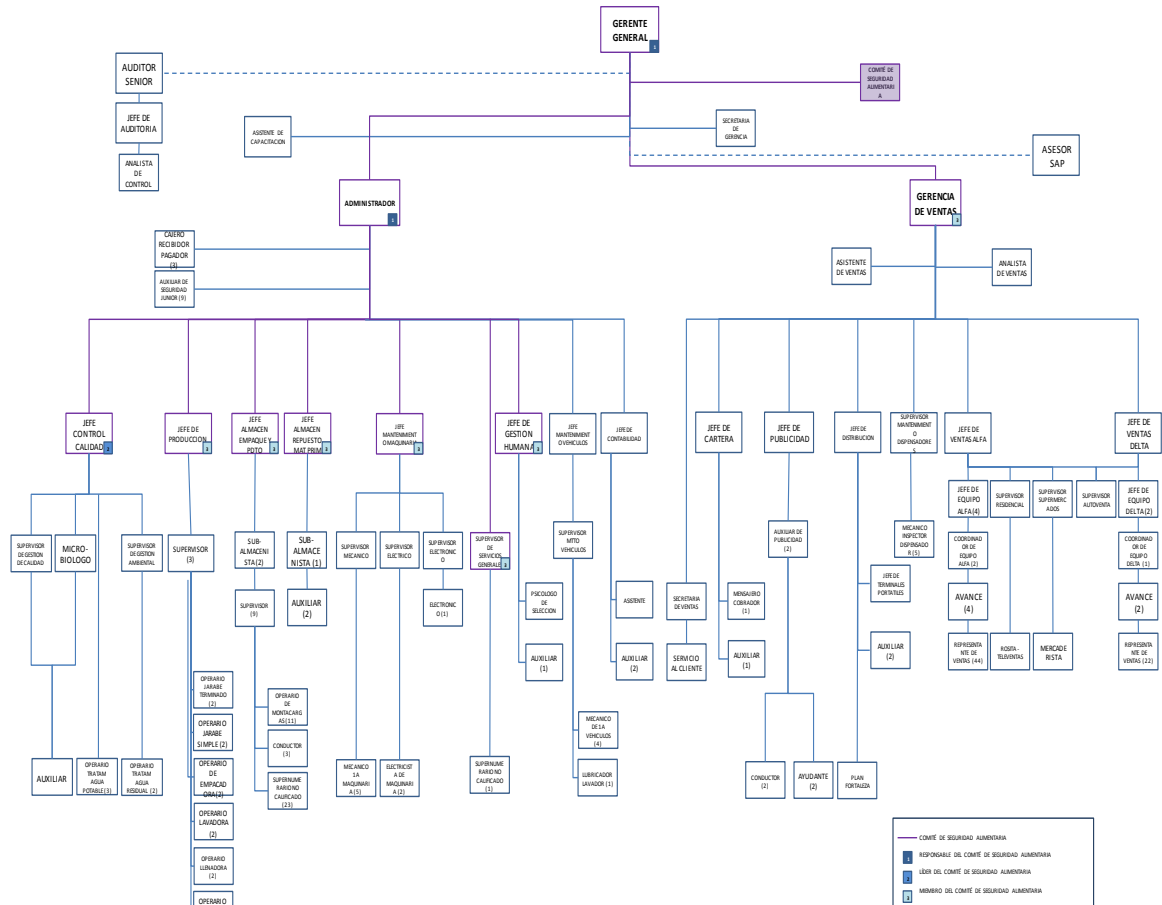 GERENTE
GENERAL
1
AUDITOR
SENIOR
COMITÉ DE
SEGURIDAD
ALIMENTARI
A
JEFE DE
AUDITORIA
ASISTENTE DE
CAPACITACION
SECRETARIA
DE
GERENCIA
ANALISTA
DE
CONTROL
ASESOR
SAP
ADMINISTRADOR
1
GERENCIA
DE VENTAS
3
CAJERO
RECIBIDOR
PAGADOR
(3)
AUXILIAR DE
SEGURIDAD
JUNIOR (9)
ASISTENTE
DE VENTAS
ANALISTA
DE VENTAS
JEFE
CONTROL
CALIDAD
2
JEFE DE
PRODUCCION
3
JEFE
ALMACEN
EMPAQUE Y
PDTO
3
JEFE
ALMACEN
REPUESTO
MAT PRIM
3
JEFE
MANTENIMIENT
O MAQUINARIA
3
JEFE DE
GESTION
HUMANA
3
JEFE
MANTENIMIENT
O VEHICULOS
JEFE DE
CONTABILIDAD
JEFE DE
CARTERA
JEFE DE
PUBLICIDAD
JEFE DE
DISTRIBUCION
SUPERVISOR
MANTENIMIENT
O
DISPENSADORE
S
JEFE DE
VENTAS ALFA
JEFE DE
VENTAS
DELTA
SUPERVISOR
DE GESTION
DE CALIDAD
MICRO-
BIOLOGO
SUPERVISOR
DE GESTION
AMBIENTAL
SUPERVISOR
(3)
SUB-
ALMACENI
STA (2)
SUB-
ALMACE
NISTA (1)
SUPERVISOR
MECANICO
SUPERVISOR
ELECTRICO
SUPERVISOR
ELECTRONIC
O
SUPERVISOR
DE
SERVICIOS
GENERALES
3
SUPERVISOR
MTTO
VEHICULOS
AUXILIAR DE
PUBLICIDAD
(2)
MECANICO
INSPECTOR
DISPENSADO
R (5)
JEFE DE
EQUIPO
ALFA (4)
SUPERVISOR
RESIDENCIAL
SUPERVISOR
SUPERMERC
ADOS
SUPERVISOR
AUTOVENTA
JEFE DE
EQUIPO
DELTA (2)
COORDINAD
OR DE
EQUIPO
ALFA (2)
COORDINAD
OR DE
EQUIPO
DELTA (1)
SUPERVISOR
(9)
AUXILIAR
(2)
ELECTRONIC
O (1)
PSICOLOGO
DE
SELECCION
ASISTENTE
SECRETARIA
DE VENTAS
MENSAJERO
COBRADOR
(1)
JEFE DE
TERMINALES
PORTATILES
AVANCE
(4)
AVANCE
(2)
AUXILIAR
(1)
AUXILIAR
(2)
SERVICIO
AL CLIENTE
AUXILIAR
(1)
AUXILIAR
(2)
REPRESENTA
NTE DE
VENTAS (44)
ROSITA -
TELEVENTAS
MERCADE
RISTA
REPRESENTA
NTE DE
VENTAS (22)
OPERARIO
JARABE
TERMINADO
(2)
OPERARIO
JARABE
SIMPLE (2)
OPERARIO
DE
MONTACARG
AS (11)
CONDUCTOR
(3)
MECANICO
DE 1A
VEHICULOS
(4)
AUXILIAR
OPERARIO
TRATAM
AGUA
POTABLE (3)
OPERARIO
TRATAM
AGUA
RESIDUAL (2)
OPERARIO
DE
EMPACAD
ORA (2)
SUPERNUME
RARIO NO
CALIFICADO
(23)
MECANICO
1A
MAQUINARI
A (5)
ELECTRICIST
A DE
MAQUINARI
A (2)
SUPERNUME
RARIO NO
CALIFICADO
(1)
LUBRICADOR
LAVADOR (1)
CONDUCTOR
(2)
AYUDANTE
(2)
PLAN
FORTALEZA
OPERARIO
LAVADORA
(2)
OPERARIO
LLENADORA
(2)
OPERARIO
COMITÉ DE SEGURIDAD ALIMENTARIA
1
RESPONSABLE DEL COMITÉ DE SEGURIDAD ALIMENTARIA
2
LÍDER DEL COMITÉ DE SEGURIDAD ALIMENTARIA
3
MIEMBRO DEL COMITÉ DE SEGURIDAD ALIMENTARIA